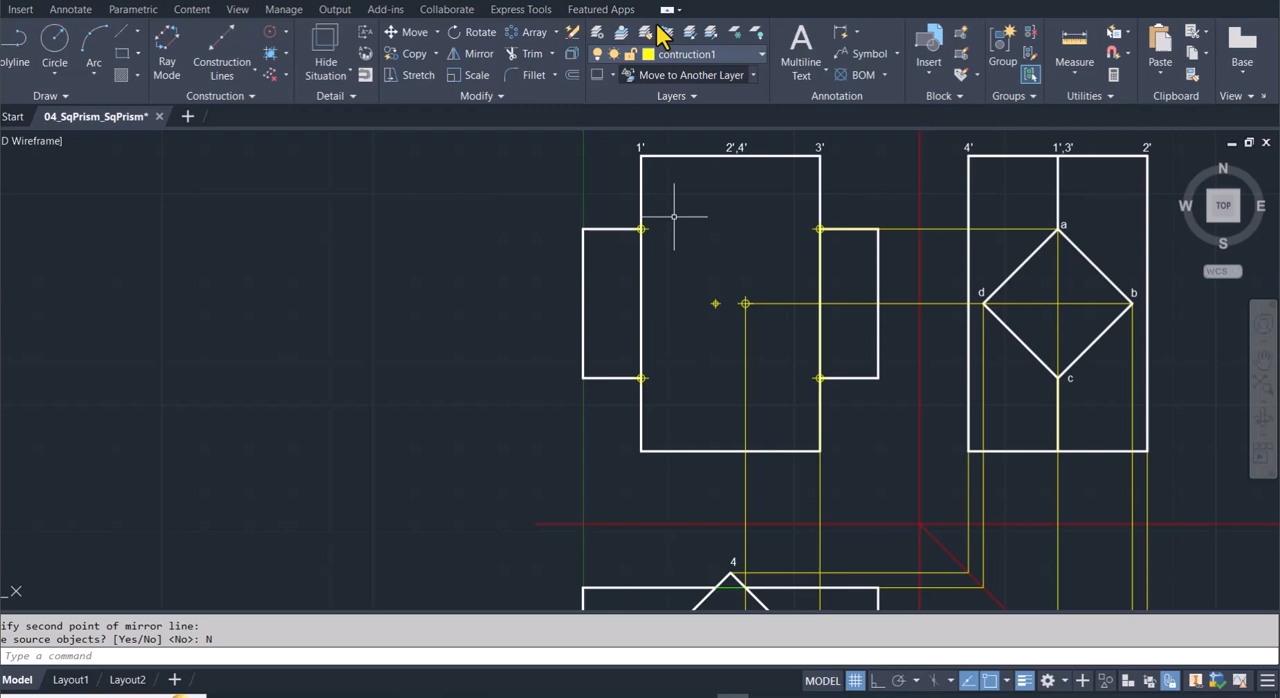 Insert Annotate Parametric View Manage Output Add-ins Collaborate Express Tools Featured Apps
olyline Circle Arc Ray Mode Construction Lines Hide Situation
Move Rotate Array
Copy Mirror Trim
Stretch Scale Fillet
contruction1
Move to Another Layer
Multiline Text Symbol BOM
Insert Group Measure Paste Base
Draw Construction Detail Modify Layers Annotation Block Groups Utilities Clipboard View
Start 04_SqPrism_SqPrism*
D Wireframe]
1' 2',4' 3' 4' 1',3' 2'
N
W TOP E
S
WCS
a
d b
c
4
X
ify second point of mirror line:
e source objects? [Yes/No] <No>: N
Type a command
Model Layout1 Layout2 MODEL